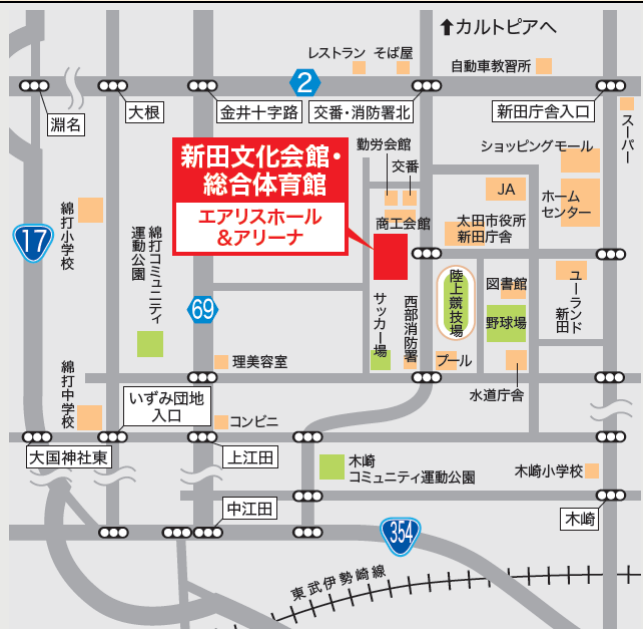 ↑カルトピアへ
レストラン
そば屋
自動車教習所
2
淵名
大根
金井十字路
交番・消防署北
新田庁舎入口
スーパー
新田文化会館・
総合体育館
エアリスホール
&アリーナ
勤労会館
交番
商工会館
ショッピングモール
JA
ホーム
センター
太田市役所
新田庁舎
綿打小学校
綿打コミュニティ
運動公園
17
69
サッカー場
西部消防署
陸上競技場
図書館
野球場
ユーランド
新田
理美容室
プール
水道庁舎
綿打中学校
いずみ団地
入口
コンビニ
大国神社東
上江田
木崎
コミュニティ運動公園
木崎小学校
中江田
木崎
354
東武伊勢崎線